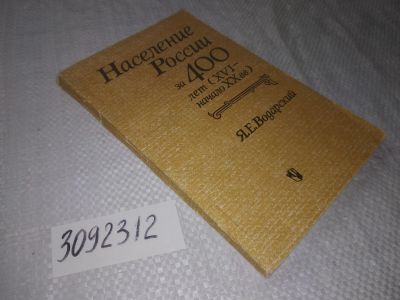 Население
России
за 400
лет (XVI-
начало XX вв)
Я.Е.Водарский
3092312